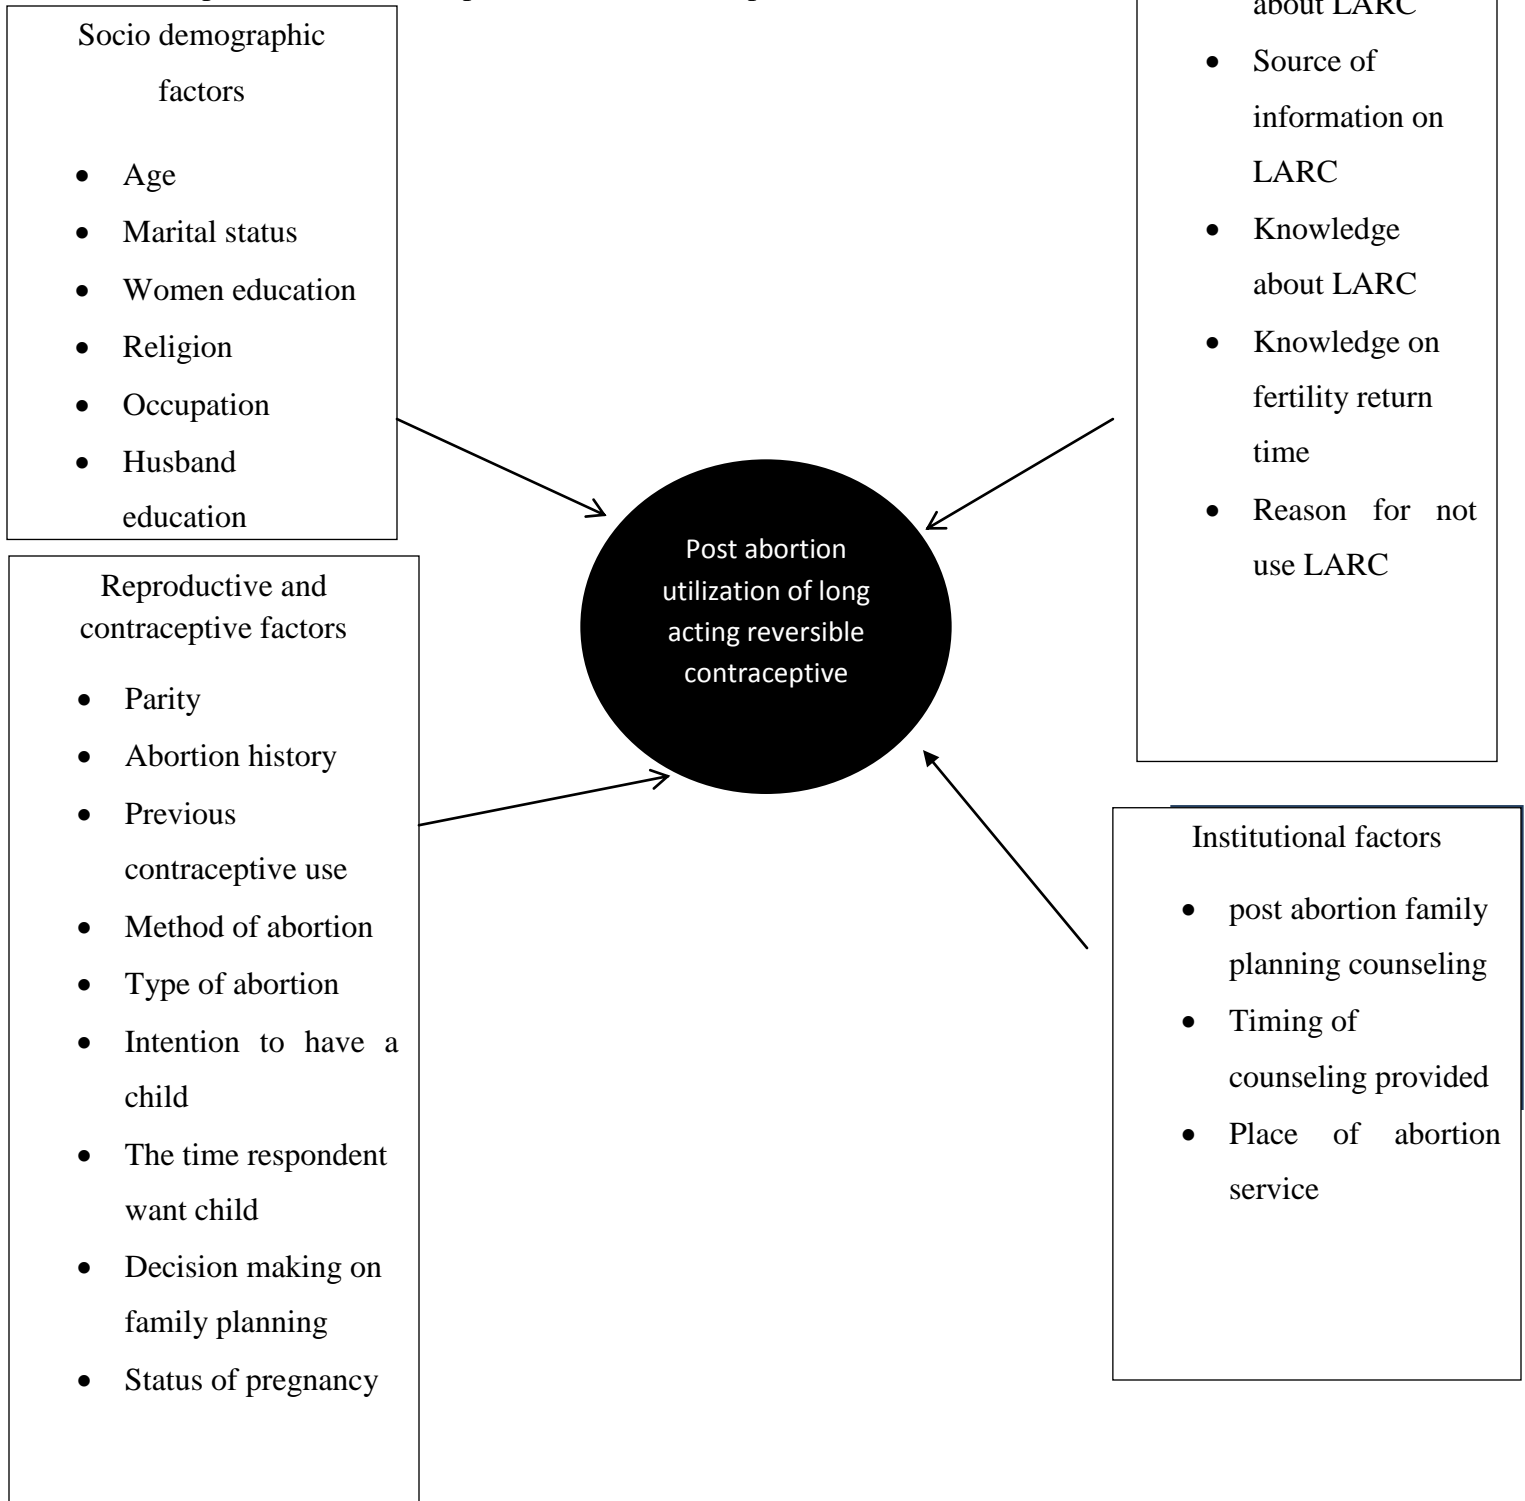 Socio demographic
factors
• Age
• Marital status
• Women education
• Religion
• Occupation
• Husband
education
Reproductive and
contraceptive factors
• Parity
• Abortion history
• Previous
contraceptive use
• Method of abortion
• Type of abortion
• Intention to have a
child
• The time respondent
want child
• Decision making on
family planning
• Status of pregnancy
Post abortion
utilization of long
acting reversible
contraceptive
about LARC
• Source of
information on
LARC
• Knowledge
about LARC
• Knowledge on
fertility return
time
• Reason for not
use LARC
Institutional factors
• post abortion family
planning counseling
• Timing of
counseling provided
• Place of abortion
service